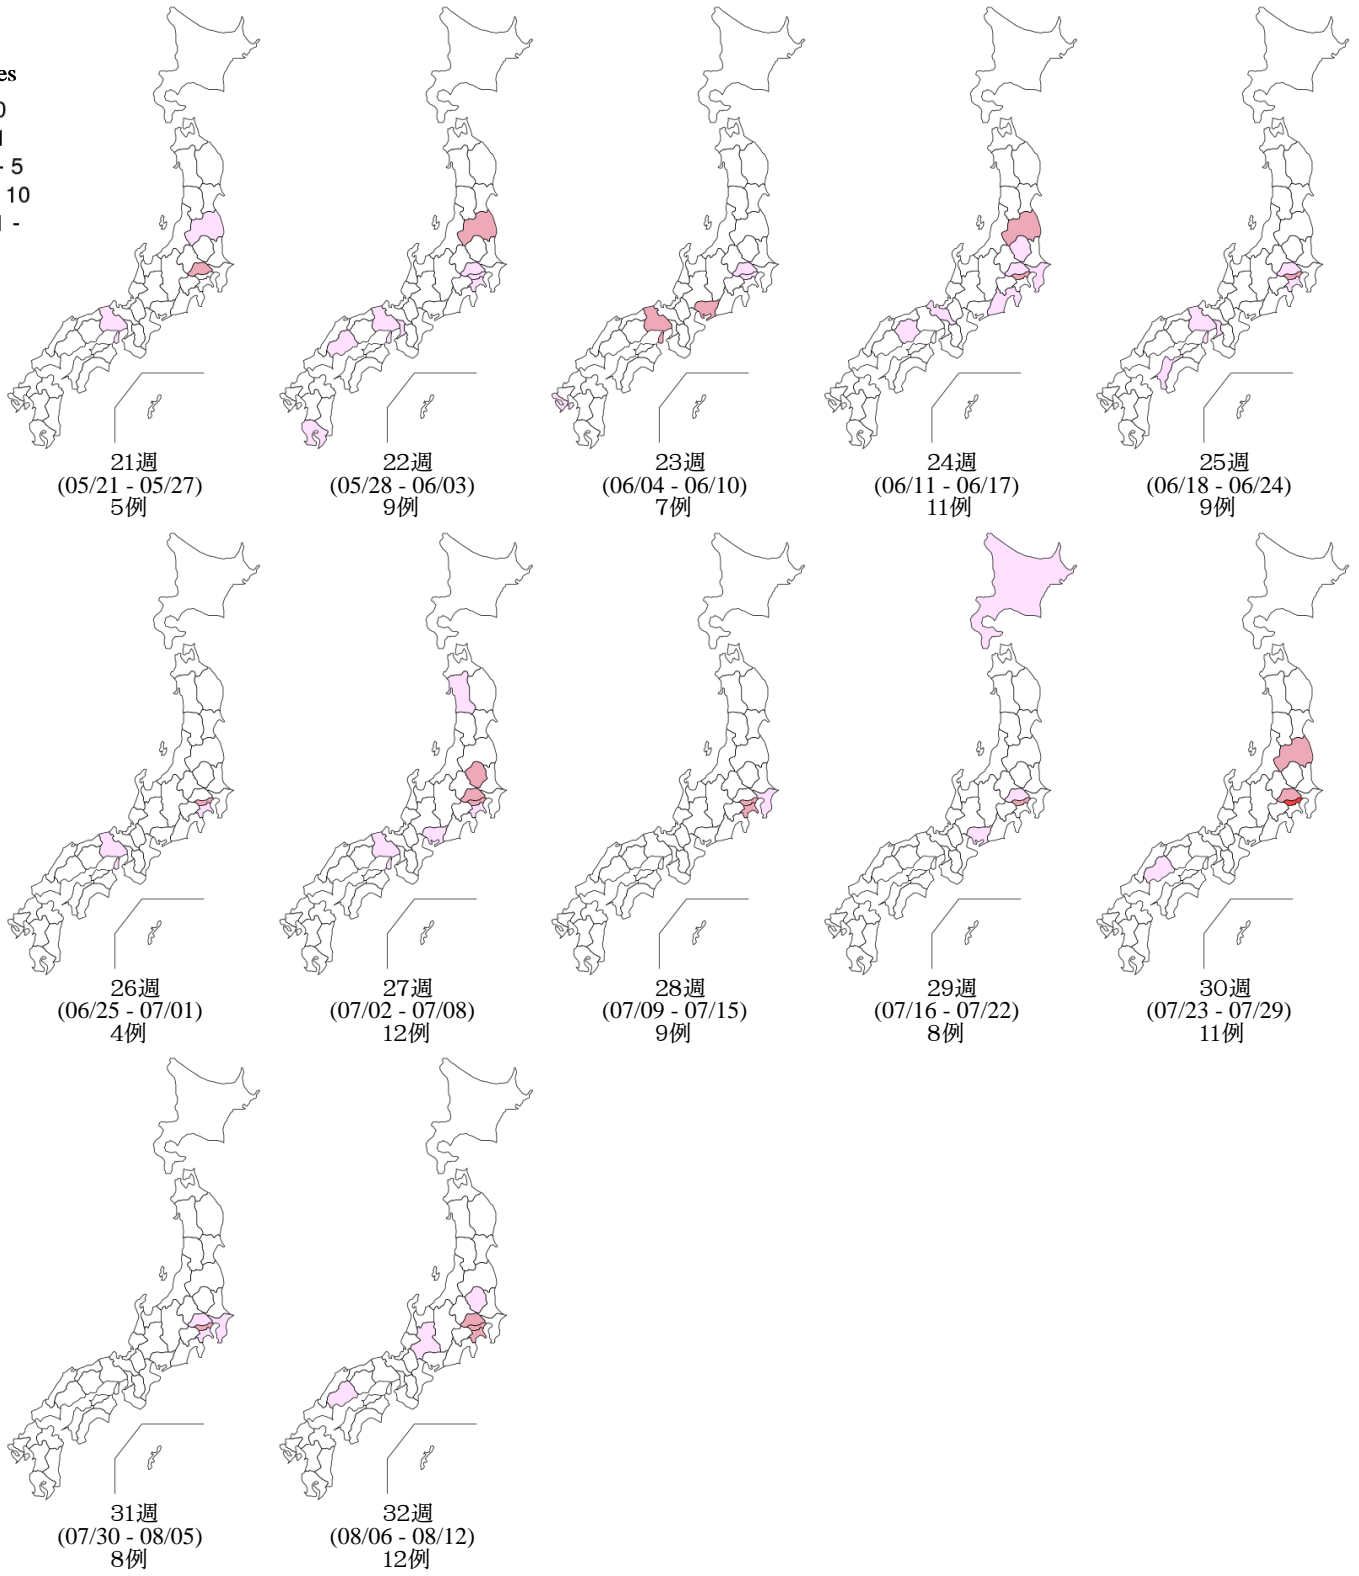 es
- 5
10
21週
(05/21 - 05/27)
5例
22週
(05/28 - 06/03)
9例
23週
(06/04 - 06/10)
7例
24週
(06/11 - 06/17)
11例
25週
(06/18 - 06/24)
9例
26週
(06/25 - 07/01)
4例
27週
(07/02 - 07/08)
12例
28週
(07/09 - 07/15)
9例
29週
(07/16 - 07/22)
8例
30週
(07/23 - 07/29)
11例
31週
(07/30 - 08/05)
8例
32週
(08/06 - 08/12)
12例